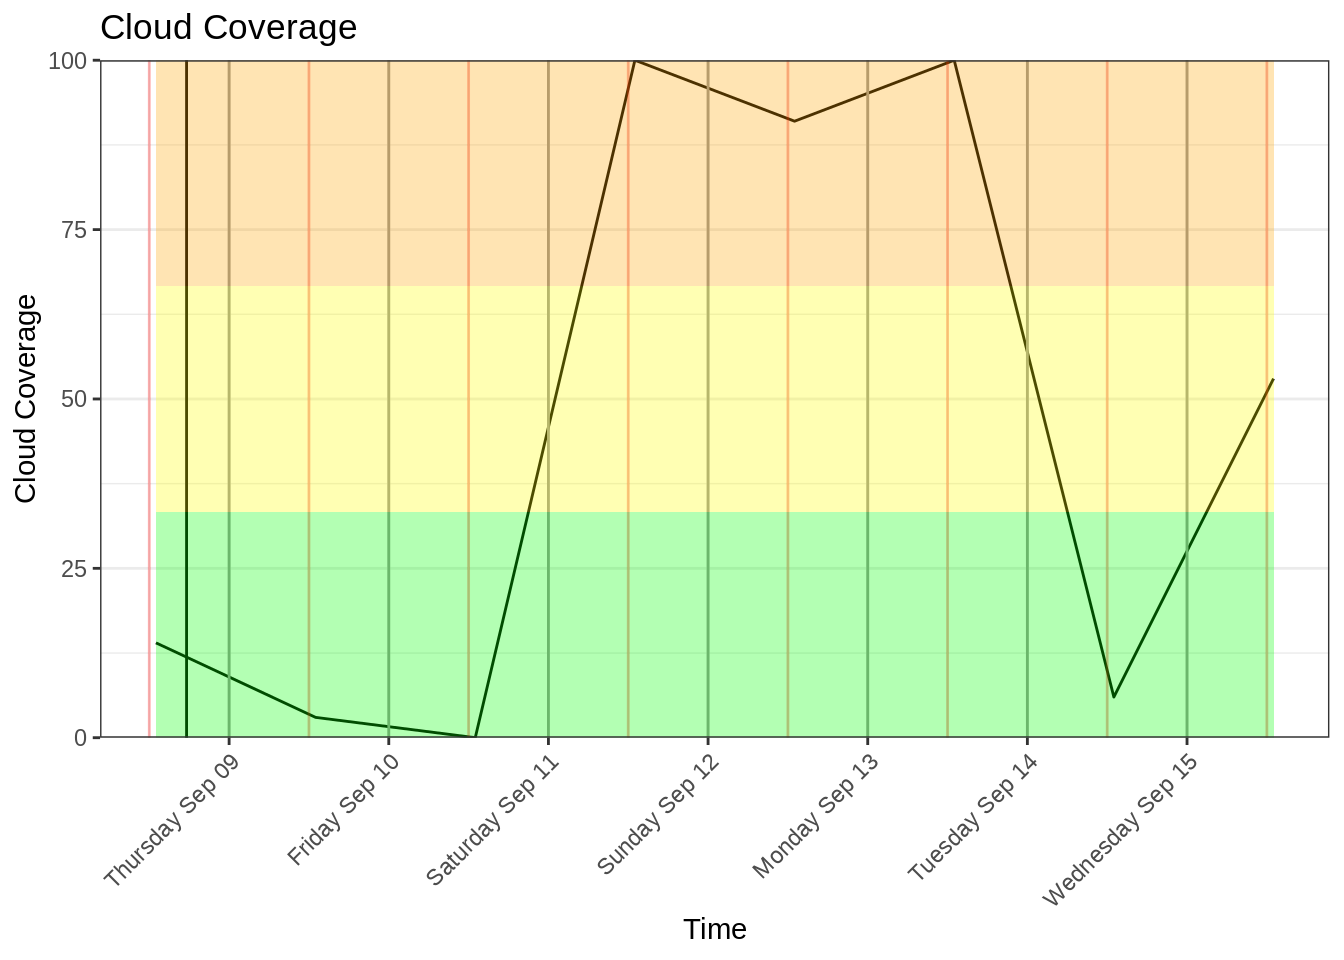 Cloud Coverage
100
75
50
25
0
Cloud Coverage
Thursday Sep 09
Friday Sep 10
Saturday Sep 11
Sunday Sep 12
Monday Sep 13
Tuesday Sep 14
Wednesday Sep 15
Time